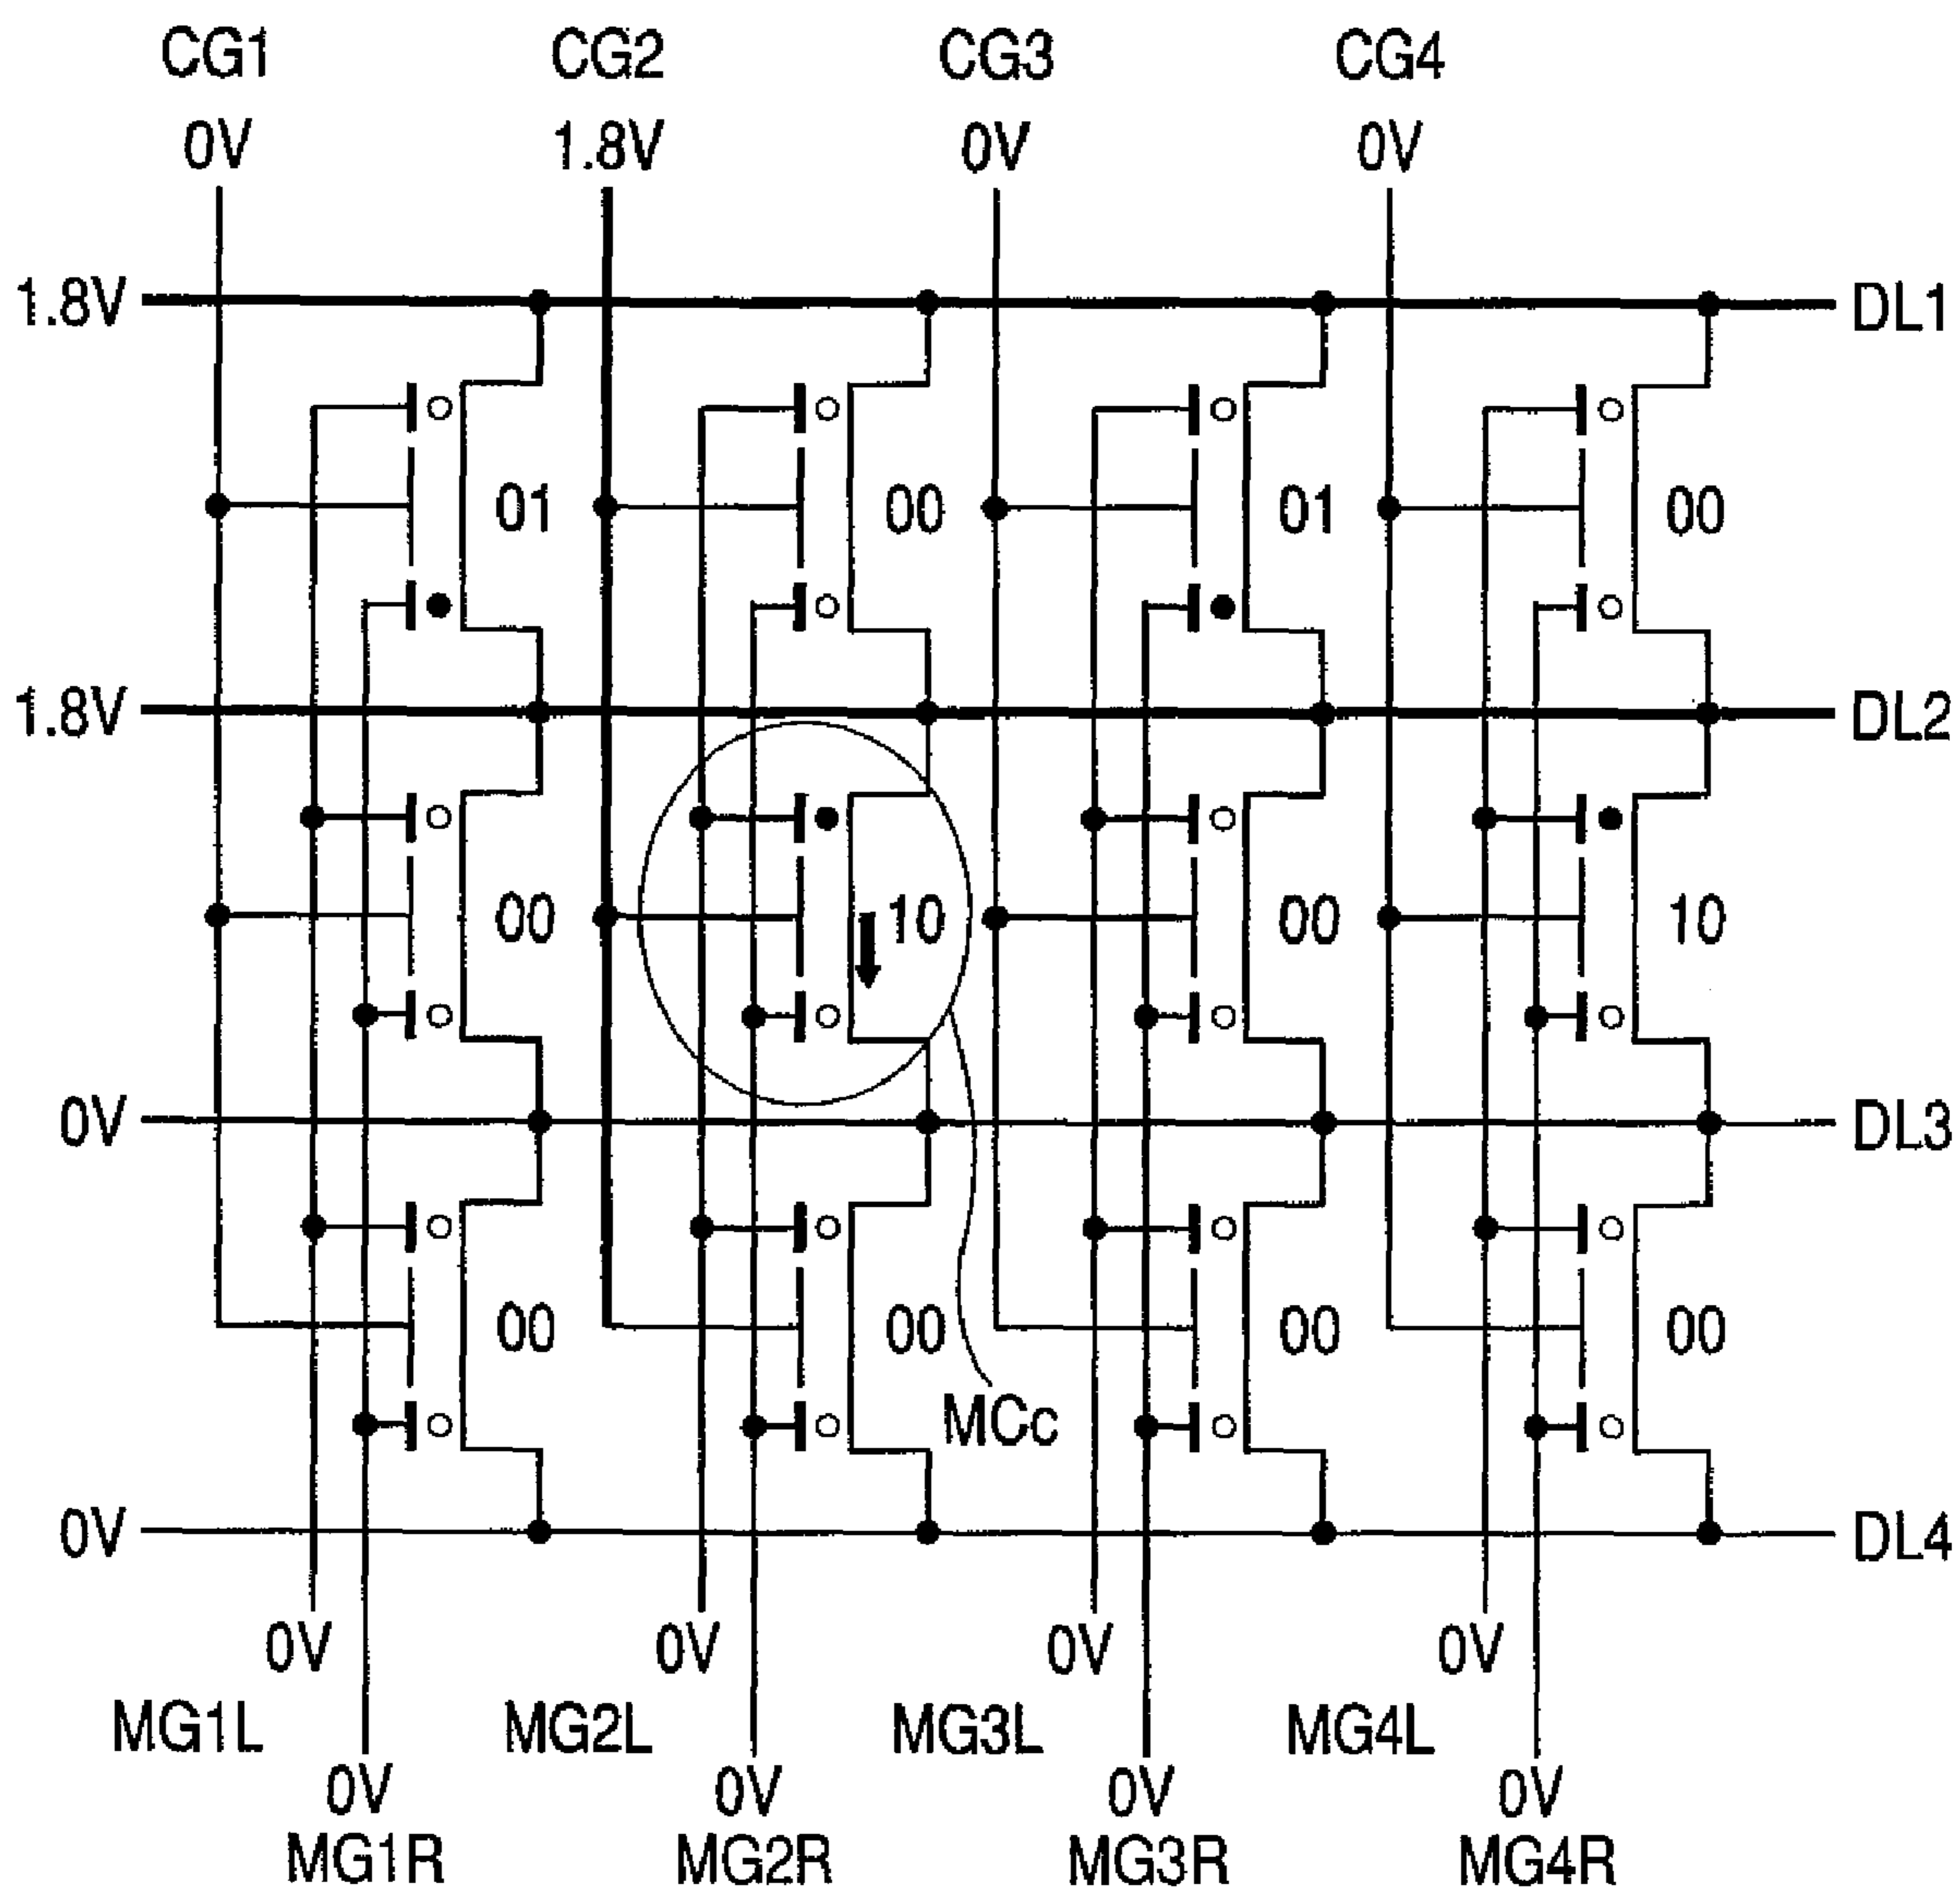 CG1 CG2 CG3 CG4
0V 1.8V 0V 0V
1.8V DL1
01 00 01 00
1.8V DL2
00 10 00 10
0V DL3
00 00 00 00
MCc
0V DL4
0V 0V 0V 0V
MG1L MG2L MG3L MG4L
0V 0V 0V 0V
MG1R MG2R MG3R MG4R